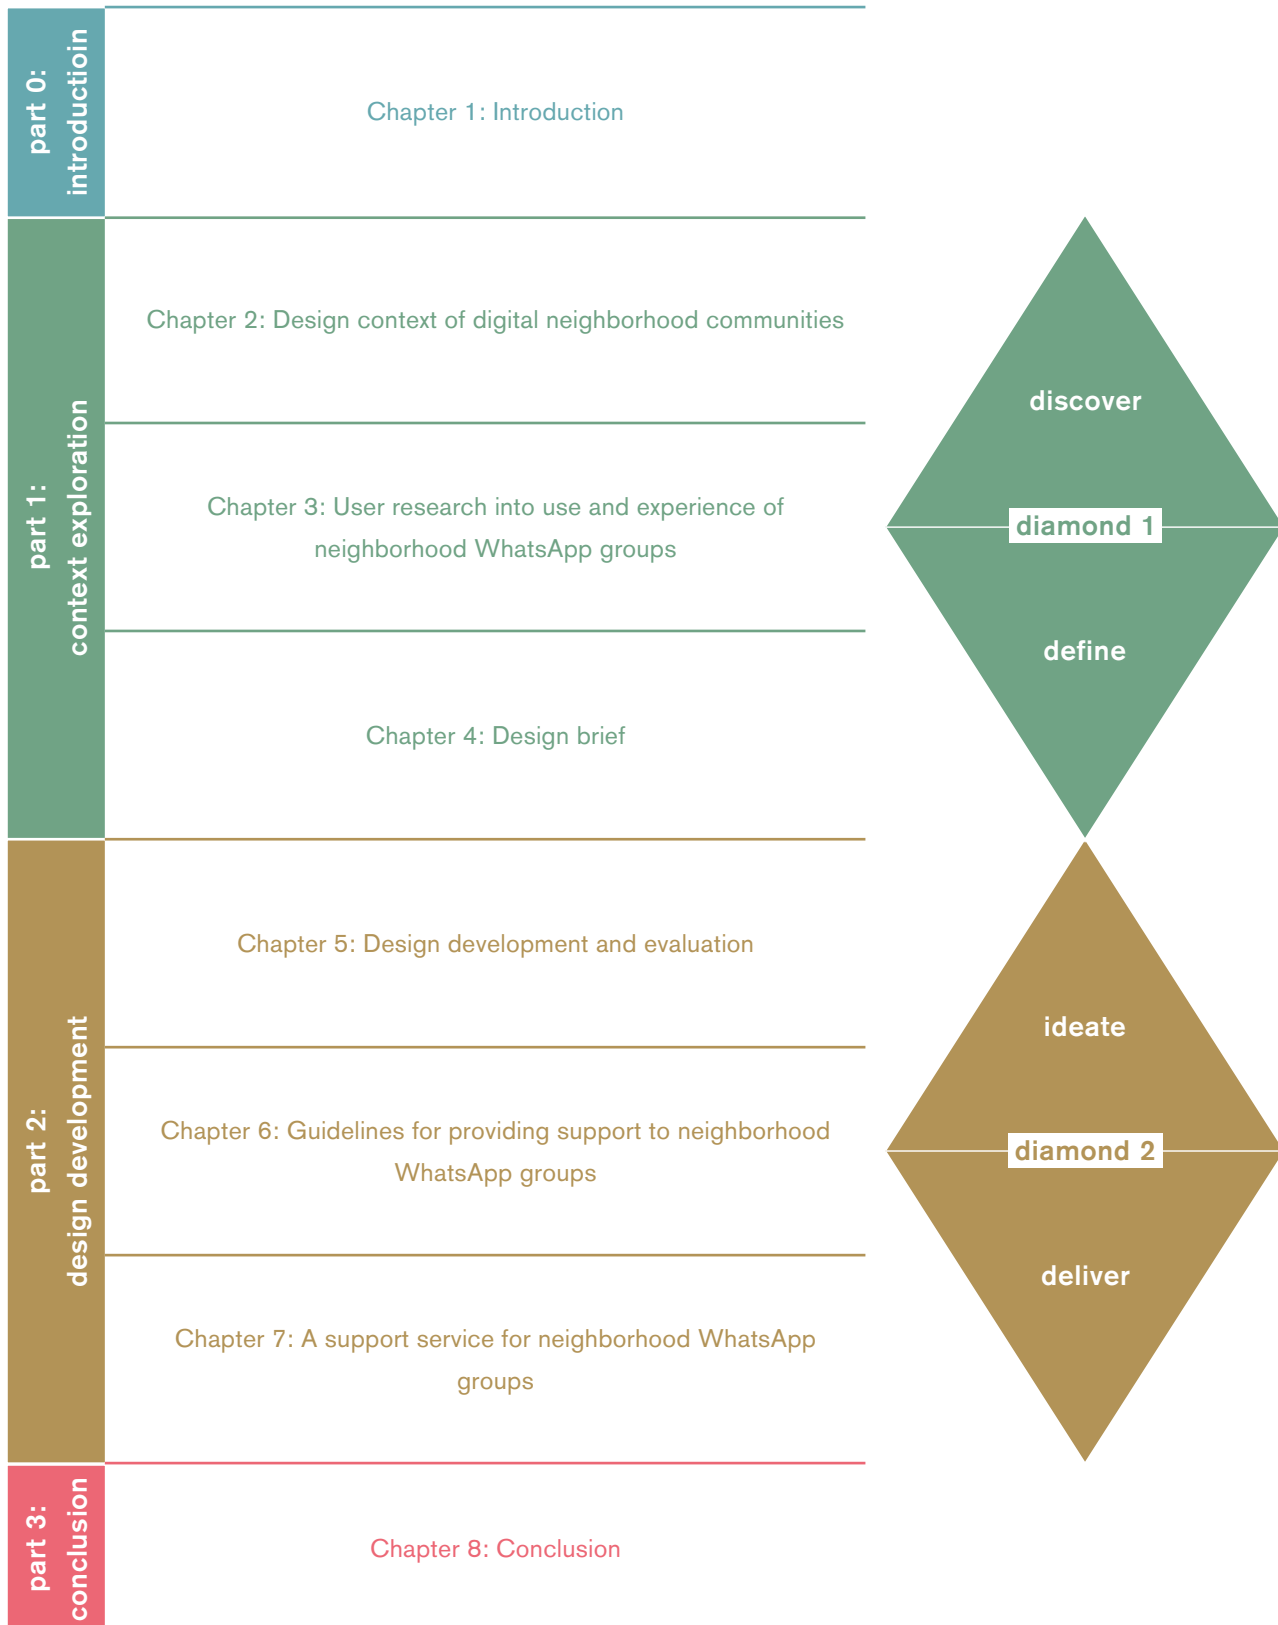 part 0:
introductioin
Chapter 1: Introduction
part 1:
context exploration
Chapter 2: Design context of digital neighborhood communities
Chapter 3: User research into use and experience of
neighborhood WhatsApp groups
Chapter 4: Design brief
discover
diamond 1
define
part 2:
design development
Chapter 5: Design development and evaluation
Chapter 6: Guidelines for providing support to neighborhood
WhatsApp groups
Chapter 7: A support service for neighborhood WhatsApp
groups
ideate
diamond 2
deliver
part 3:
conclusion
Chapter 8: Conclusion